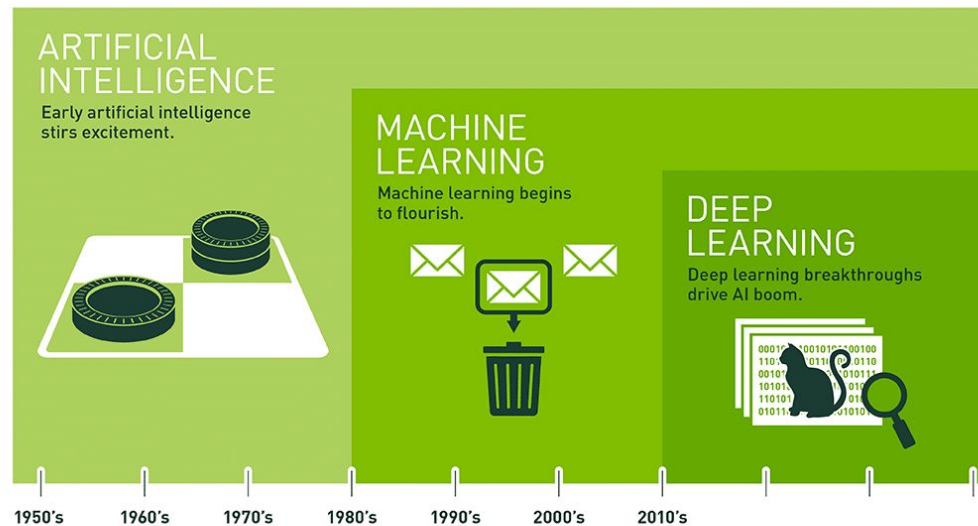 ARTIFICIAL
INTELLIGENCE
Early artificial intelligence
stirs excitement.
MACHINE
LEARNING
Machine learning begins
to flourish.
DEEP
LEARNING
Deep learning breakthroughs
drive AI boom.
1950's
1960's
1970's
1980's
1990's
2000's
2010's